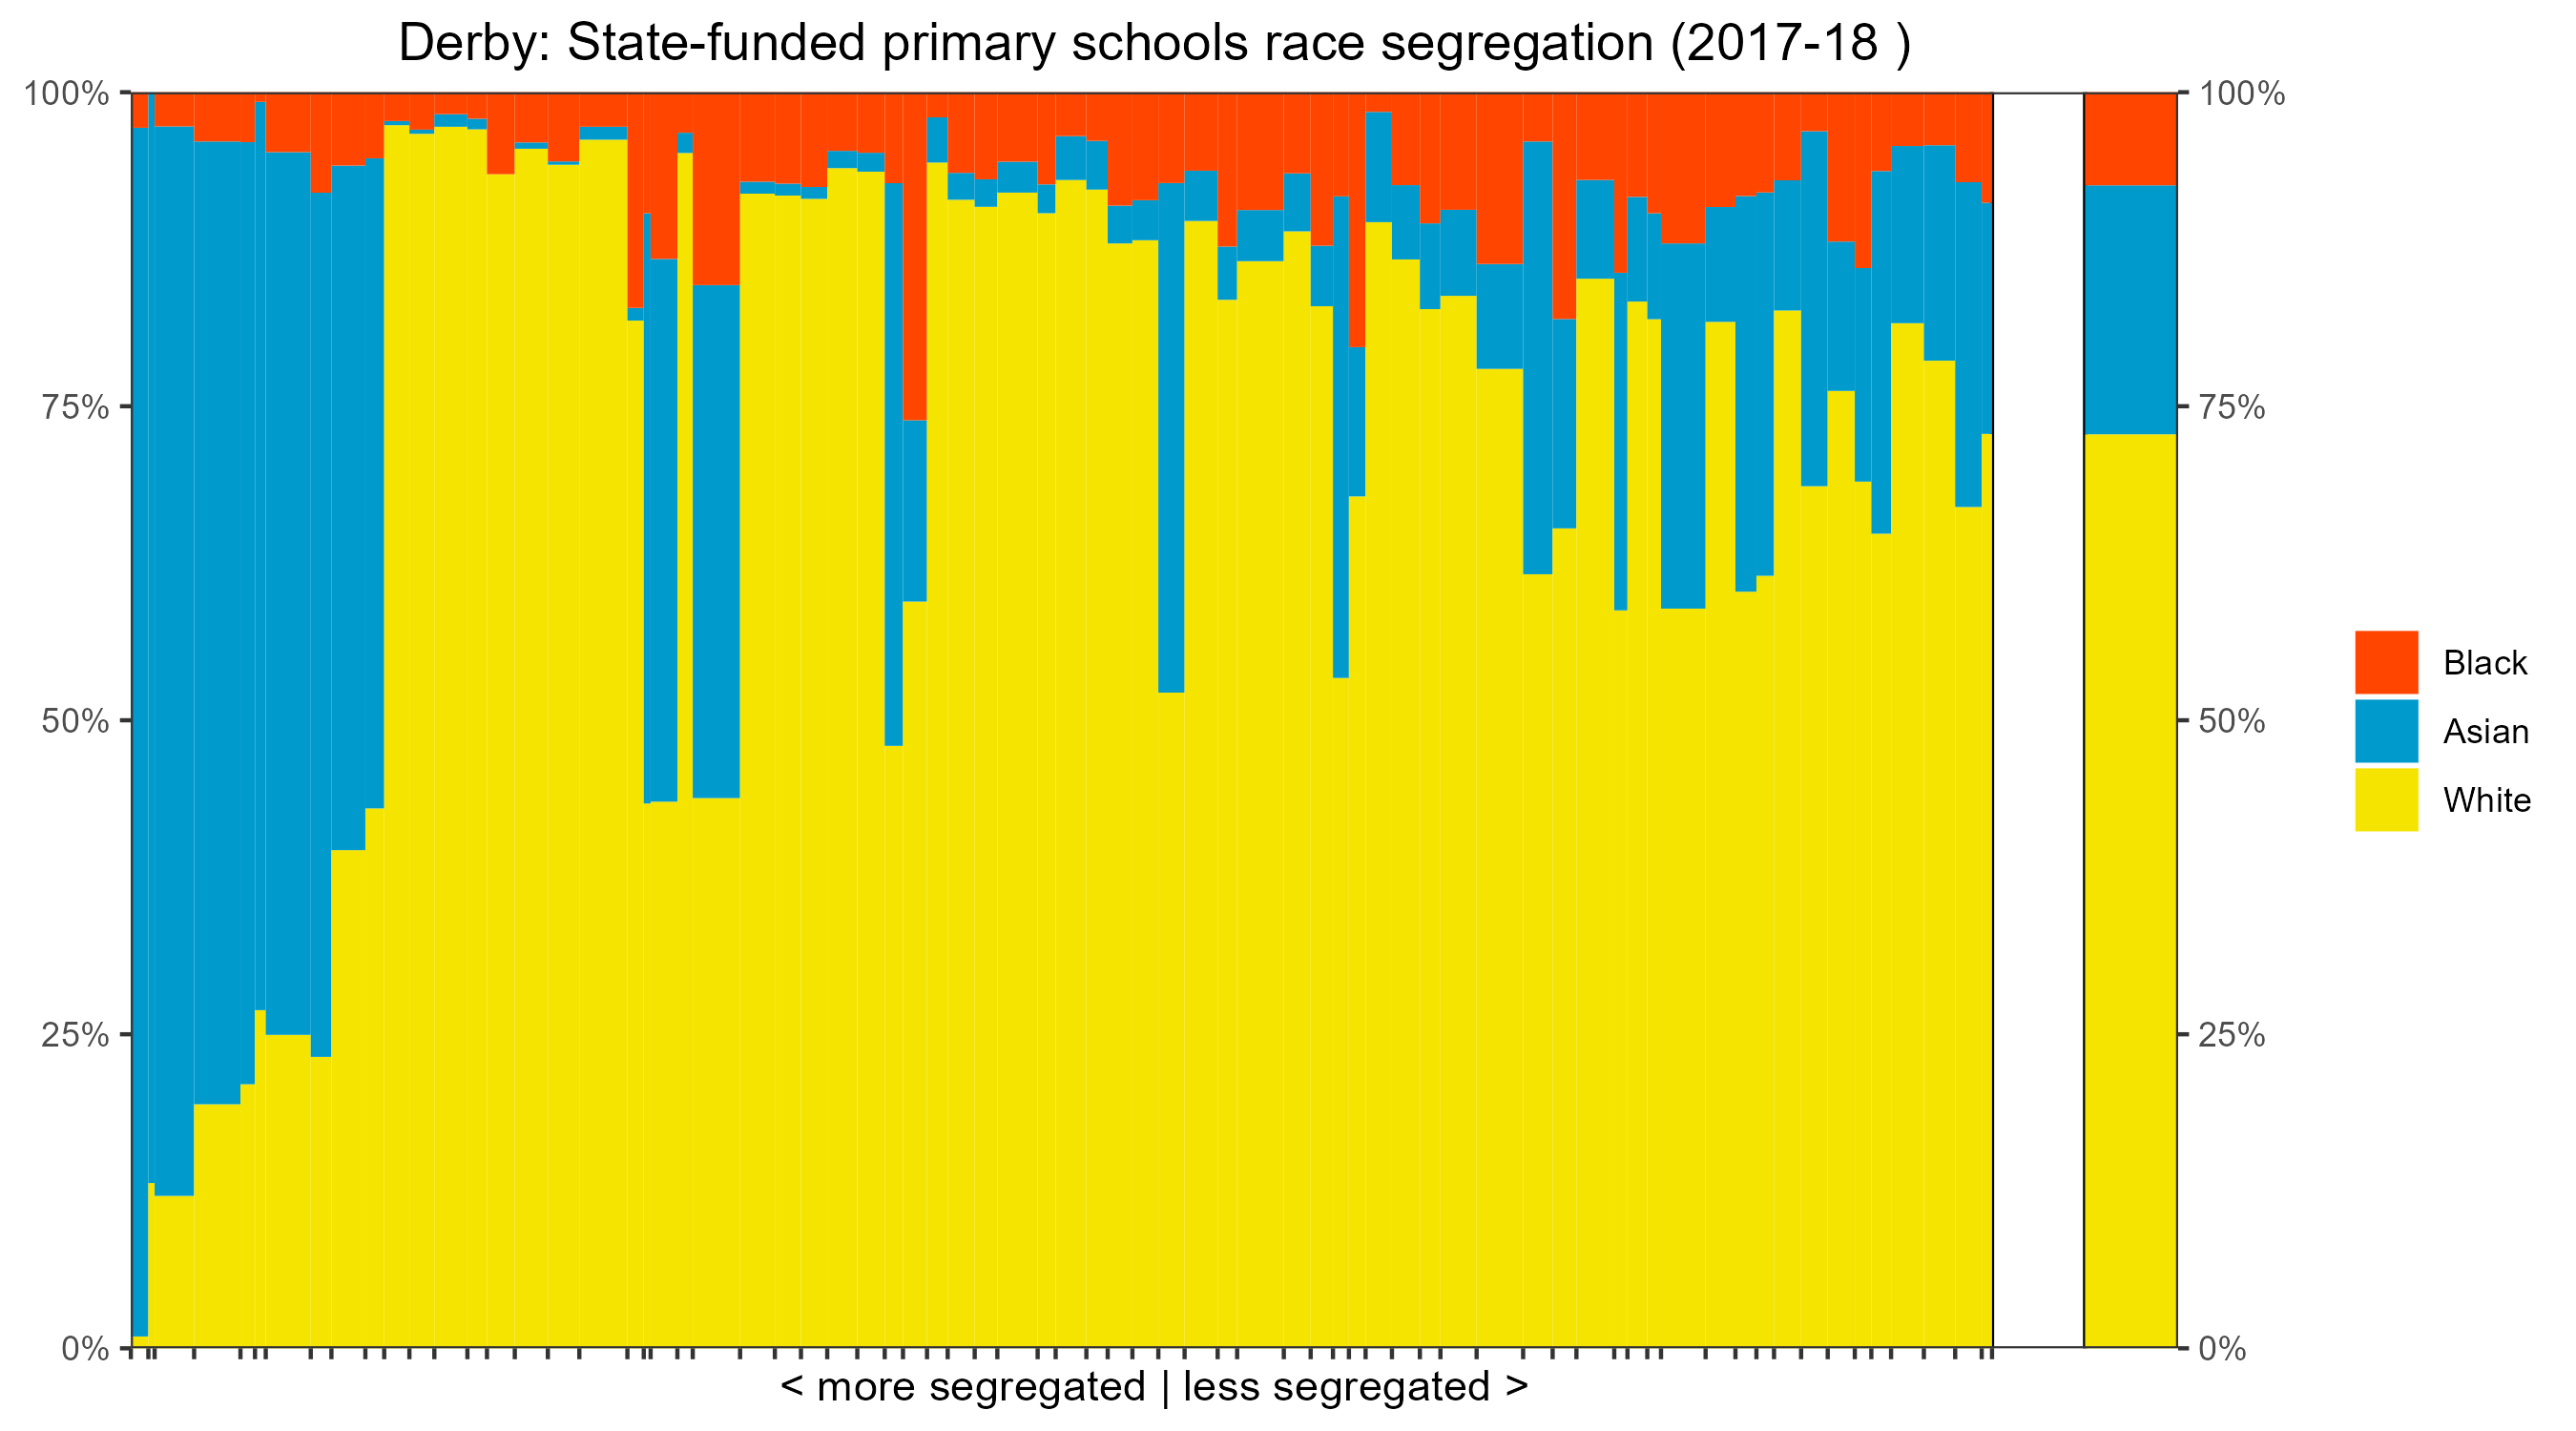 Derby: State-funded primary schools race segregation (2017-18 )
100%
75%
50%
25%
0%
100%
75%
50%
25%
0%
Black
Asian
White
< more segregated | less segregated >